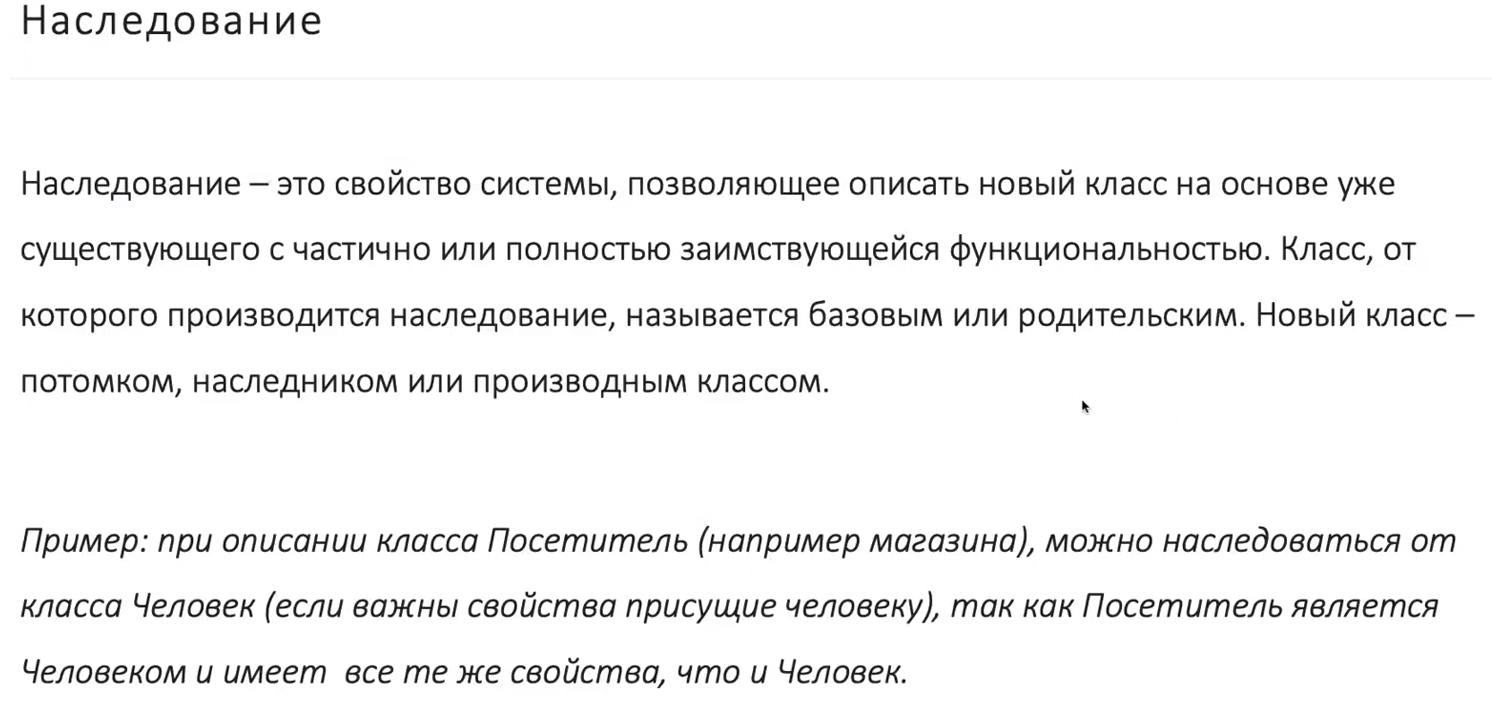 Наследование
Наследование – это свойство системы, позволяющее описать новый класс на основе уже
существующего с частично или полностью заимствующейся функциональностью. Класс, от
которого производится наследование, называется базовым или родительским. Новый класс –
потомком, наследником или производным классом.
Пример: при описании класса Посетитель (например магазина), можно наследоваться от
класса Человек (если важны свойства присущие человеку), так как Посетитель является
Человеком и имеет  все те же свойства, что и Человек.